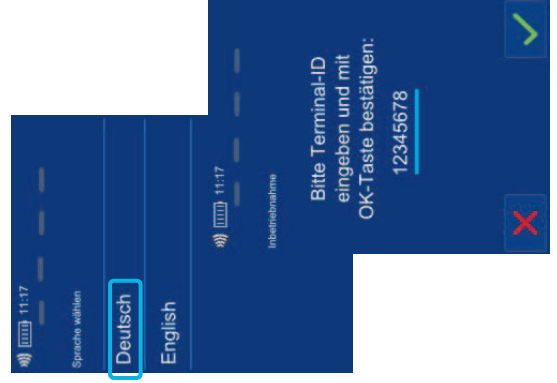 11:17
Sprache wählen
Deutsch
English
11:17
Inbetriebnahme
Bitte Terminal-ID
eingeben und mit
OK-Taste bestätigen:
12345678